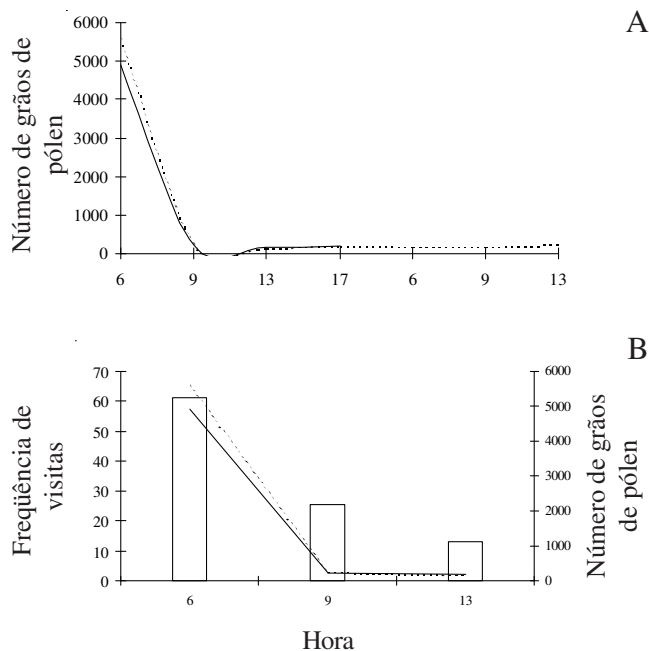 A
Número de grãos de
pólen
6000
5000
4000
3000
2000
1000
0
6 9 13 17 6 9 13
B
Freqüência de
visitas
70
60
50
40
30
20
10
0
6000
5000
4000
3000
2000
1000
0
Número de grãos
de pólen
6 9 13
Hora